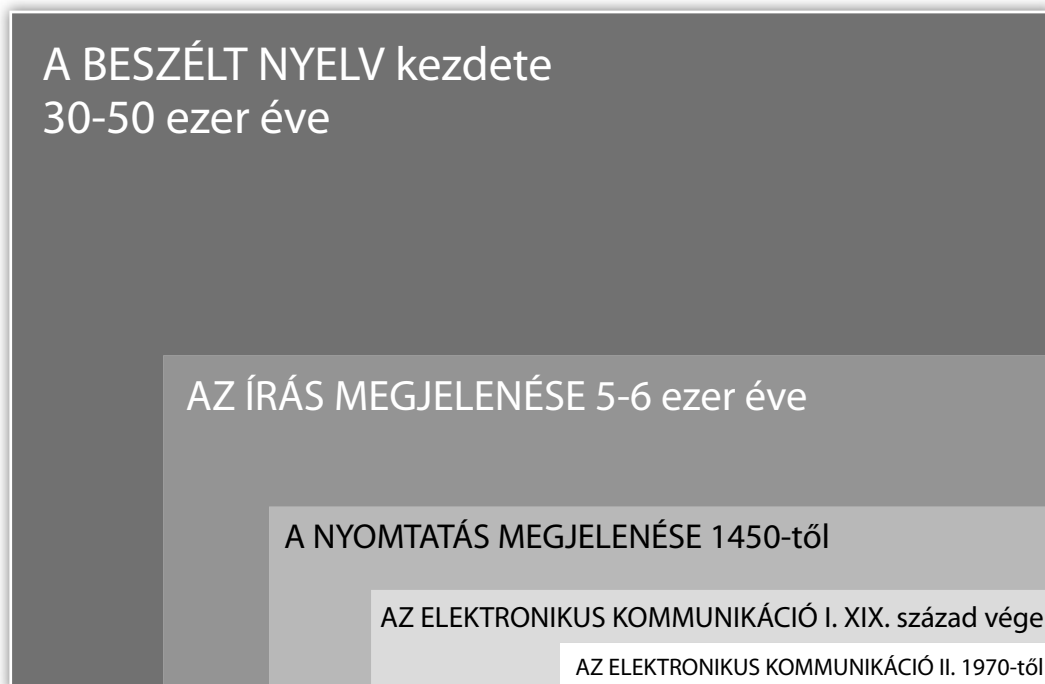 A BESZÉLT NYELV kezdete
30-50 ezer éve
AZ ÍRÁS MEGJELENÉSE 5-6 ezer éve
A NYOMTATÁS MEGJELENÉSE 1450-től
AZ ELEKTRONIKUS KOMMUNIKÁCIÓ I. XIX. század vége
AZ ELEKTRONIKUS KOMMUNIKÁCIÓ II. 1970-től